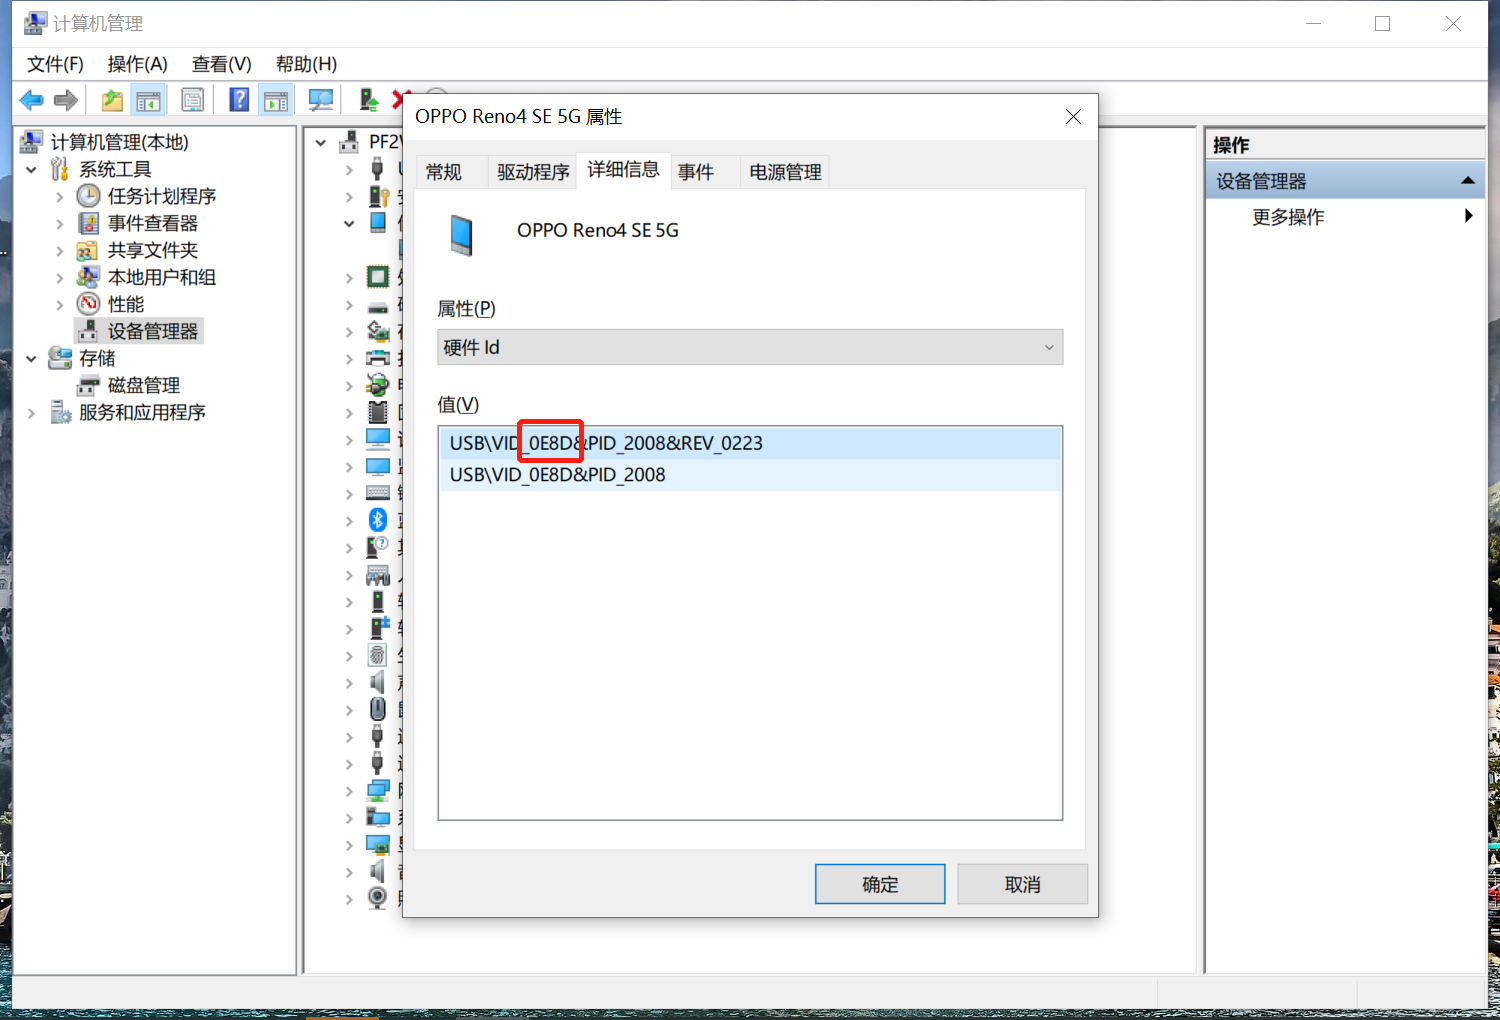 计算机管理
文件(F) 操作(A) 查看(V) 帮助(H)
计算机管理(本地)
系统工具
任务计划程序
事件查看器
共享文件夹
本地用户和组
性能
设备管理器
存储
磁盘管理
服务和应用程序
PF2
OPPO Reno4 SE 5G 属性
常规 驱动程序 详细信息 事件 电源管理
OPPO Reno4 SE 5G
属性(P)
硬件 Id
值(V)
USB\VID_0E8D&PID_2008&REV_0223
USB\VID_0E8D&PID_2008
确定 取消
操作
设备管理器
更多操作